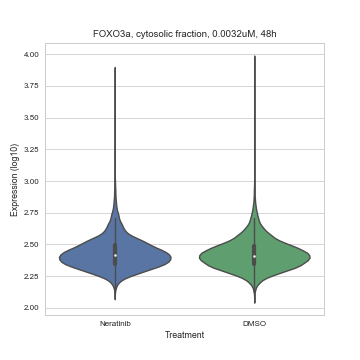 FOXO3a, cytosolic fraction, 0.0032uM, 48h
4.00
3.75
3.50
3.25
3.00
2.75
2.50
2.25
2.00
Expression (log10)
Neratinib
DMSO
Treatment